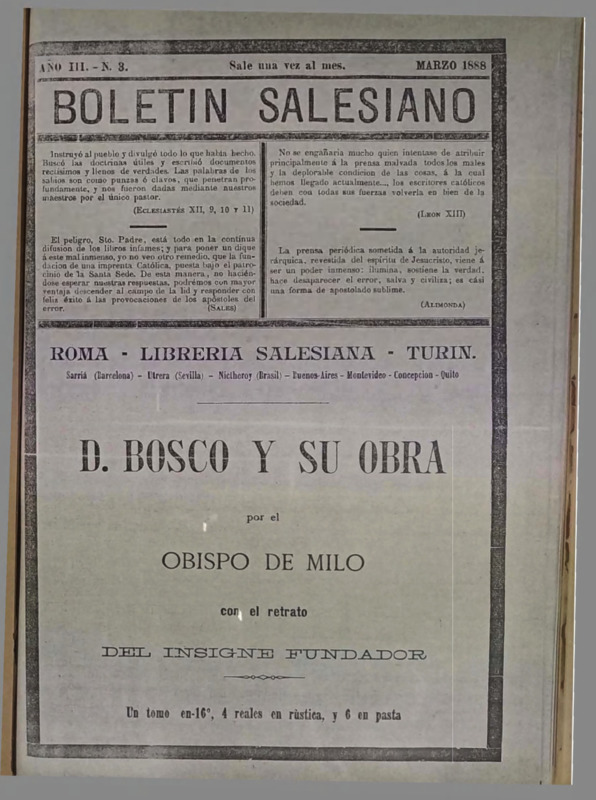 AÑO III. - N. 3.
Sale una vez al mes.
MARZO 1888
BOLETIN SALESIANO
Instruyó al pueblo y divulgó todo lo que había hecho.
Buscó las doctrinas útiles y escribió documentos
rectísimos y llenos de verdades. Las palabras de los
sabios son como punzas ó clavos, que penetran pro-
fundamente, y nos fueron dadas mediante nuestros
maestros por el único pastor.
(ECLESIASTÉS XII, 9, 10 y 11)
El peligro, Sto. Padre, está todo en la continua
difusion de los libros infames; y para poner un dique
á este mal inmenso, yo no veo otro remedio, que la fun-
dacion de una imprenta Católica, puesta bajo el patro-
cinio de la Santa Sede. De esta manera, no hacién-
dose esperar nuestras respuestas, podrémos con mayor
ventaja descender al campo de la lid y responder con
feliz éxito á las provocaciones de los apóstoles del
error.
(SALES)
No se engañaria mucho quien intentase de atribuir
principalmente á la prensa malvada todos los males
y la deplorable condicion de las cosas, á la cual
hemos llegado actualmente..., los escritores católicos
deben con todas sus fuerzas volverla en bien de la
sociedad.
(LEON XIII)
La prensa periódica sometida á la autoridad je-
rárquica, revestida del espíritu de Jesucristo, viene á
ser un poder inmenso: ilumina, sostiene la verdad,
hace desaparecer el error, salva y civiliza; es cási
una forma de apostolado sublime.
(ALIMONDA)
ROMA - LIBRERIA SALESIANA - TURIN.
Sarriá (Barcelona) - Utrera (Sevilla) - Nictheroy (Brasil) - Buenos-Aires - Montevideo - Concepcion - Quito
D. BOSCO Y SU OBRA
por el
OBISPO DE MILO
con el retrato
DEL INSIGNE FUNDADOR
Un tomo en-16°, 4 reales en rùstica, y 6 en pasta